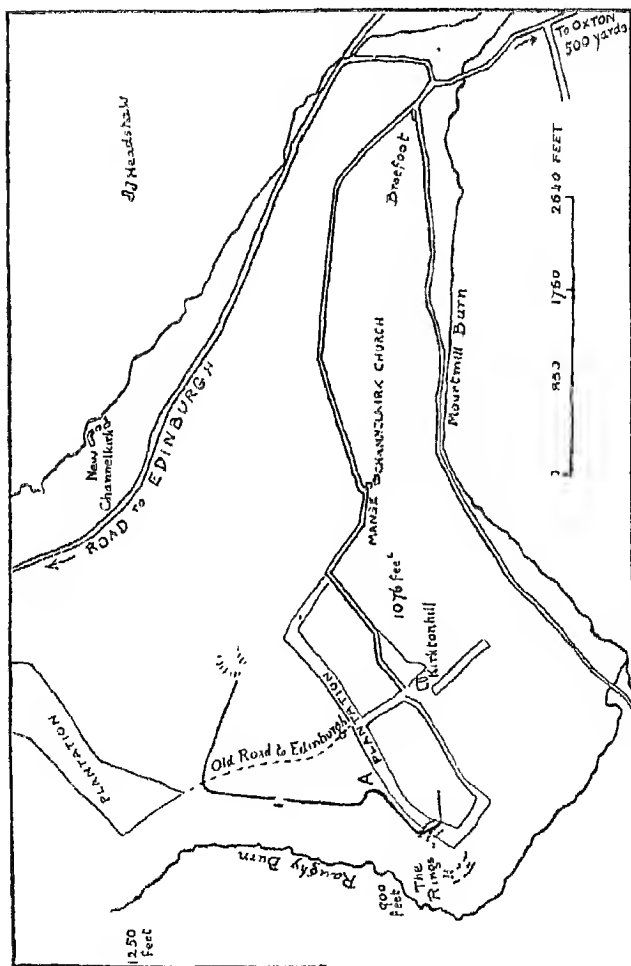 TO OXTON
500 yards
Headshaw
New
Channelkirk
ROAD TO EDINBURGH
Braefoot
2640 FEET
1760
880
0
Mountmill Burn
MANSE
CHANNELKIRK CHURCH
1076 feet
Kirktonhill
PLANTATION
PLANTATION
Old Road to Edinburgh
A
Raughy Burn
The
Rings
900
feet
1250
feet